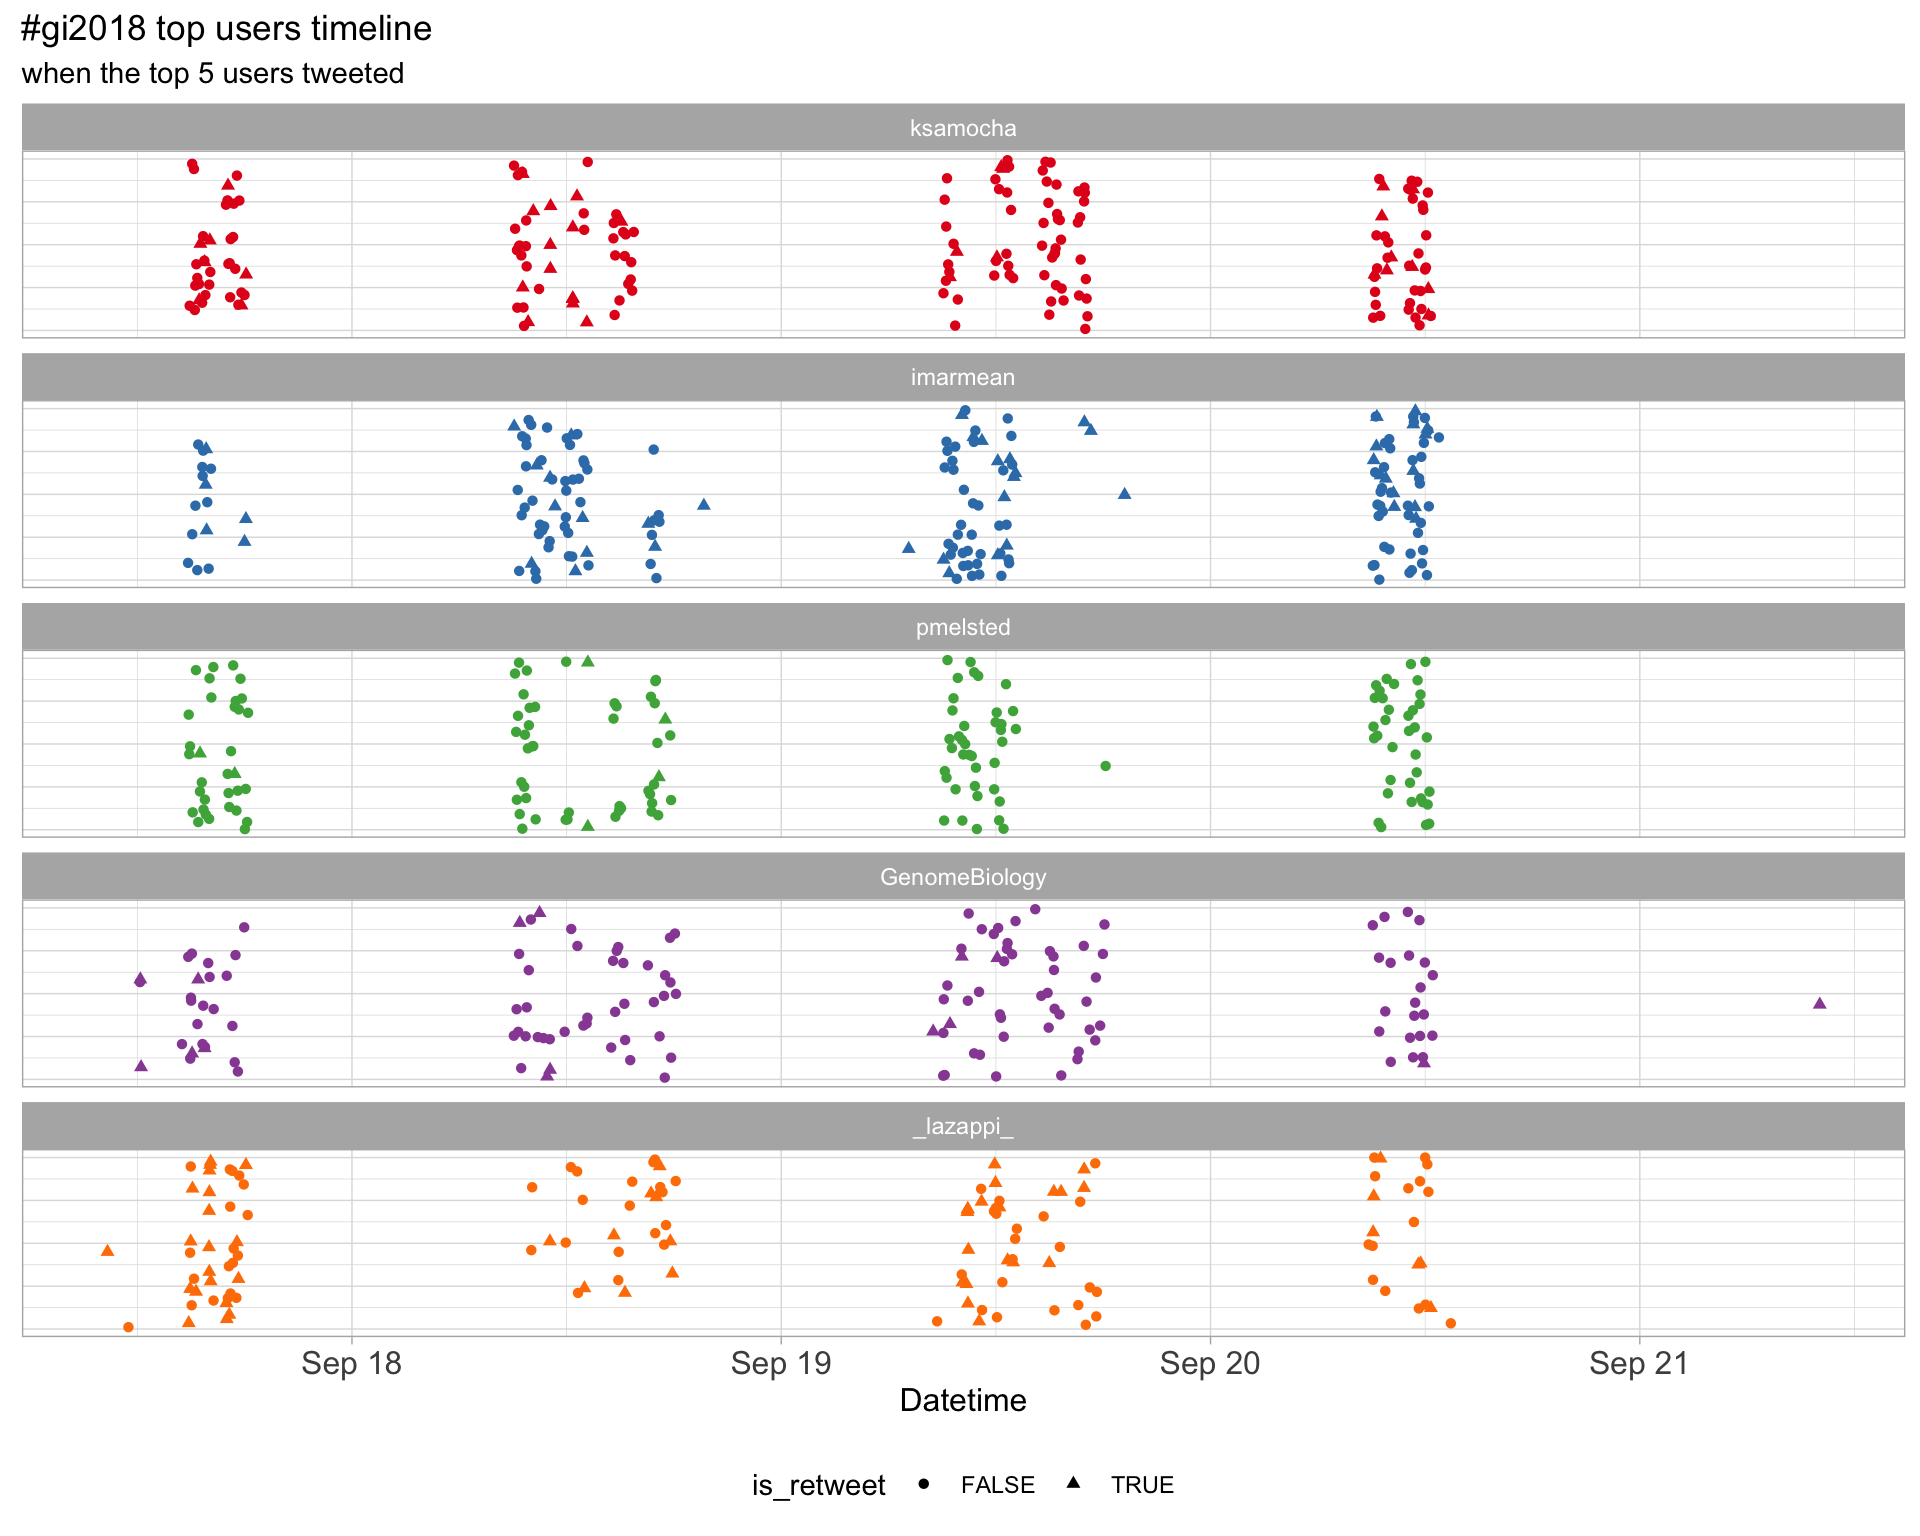 #gi2018 top users timeline
when the top 5 users tweeted
ksamocha
imarmean
pmelsted
GenomeBiology
_lazappi_
Sep 18 Sep 19 Sep 20 Sep 21
Datetime
is_retweet FALSE TRUE